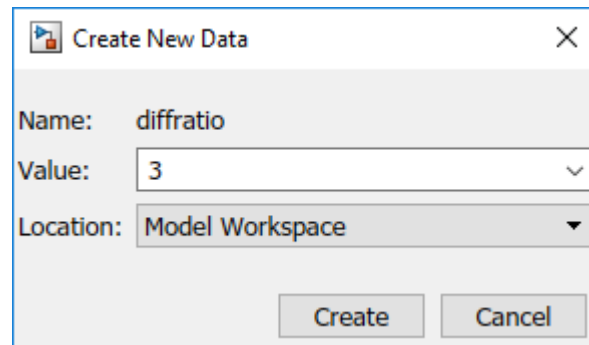 Create New Data
Name: diffratio
Value: 3
Location: Model Workspace
Create Cancel